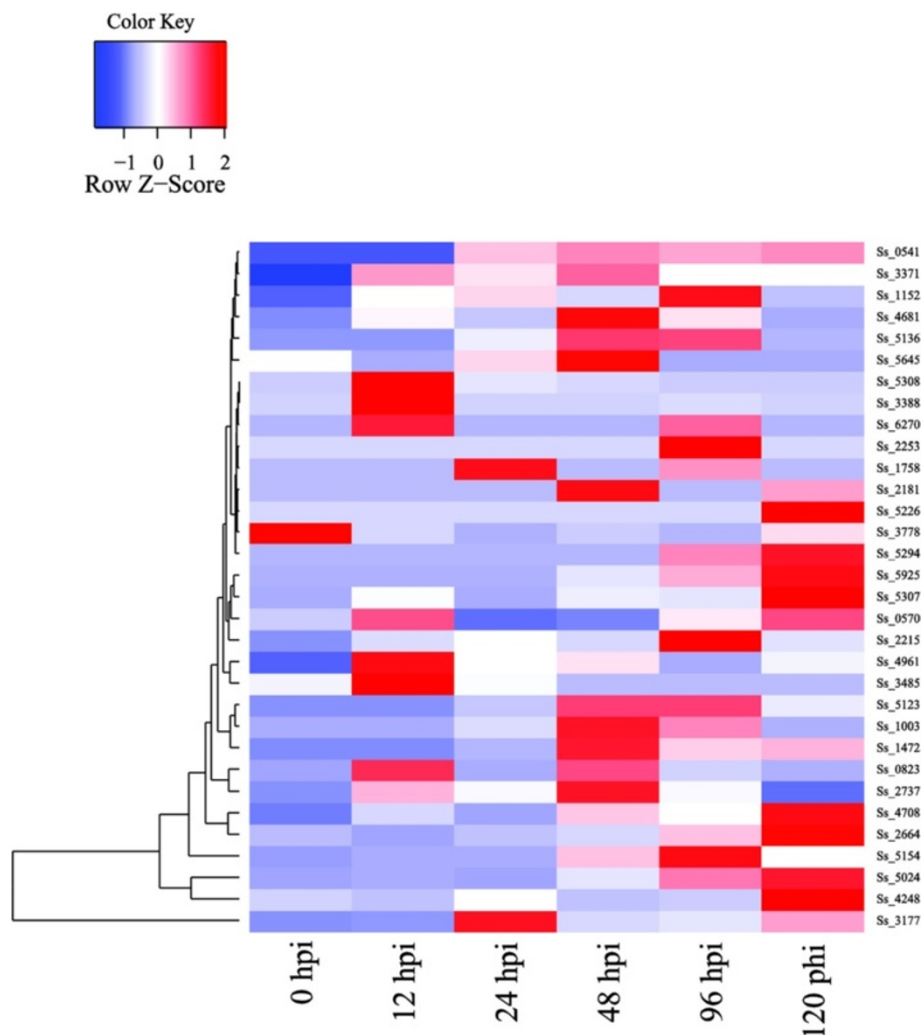 Color Key
−1 0 1 2
Row Z−Score
Ss_0541
Ss_3371
Ss_1152
Ss_4681
Ss_5136
Ss_5645
Ss_5308
Ss_3388
Ss_6270
Ss_2253
Ss_1758
Ss_2181
Ss_5226
Ss_3778
Ss_5294
Ss_5925
Ss_5307
Ss_0570
Ss_2215
Ss_4961
Ss_3485
Ss_5123
Ss_1003
Ss_1472
Ss_0823
Ss_2737
Ss_4708
Ss_2664
Ss_5154
Ss_5024
Ss_4248
Ss_3177
0 hpi
12 hpi
24 hpi
48 hpi
96 hpi
120 phi